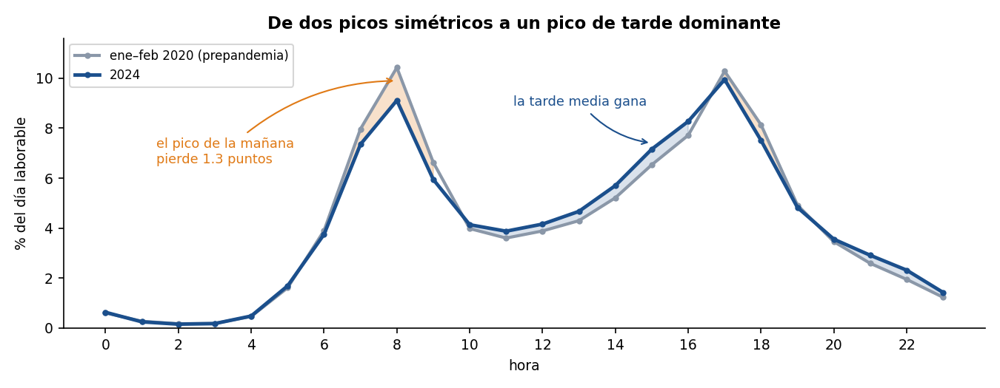 De dos picos simétricos a un pico de tarde dominante
ene–feb 2020 (prepandemia)
2024
el pico de la mañana
pierde 1.3 puntos
la tarde media gana
% del día laborable
10
8
6
4
2
0
0 2 4 6 8 10 12 14 16 18 20 22
hora